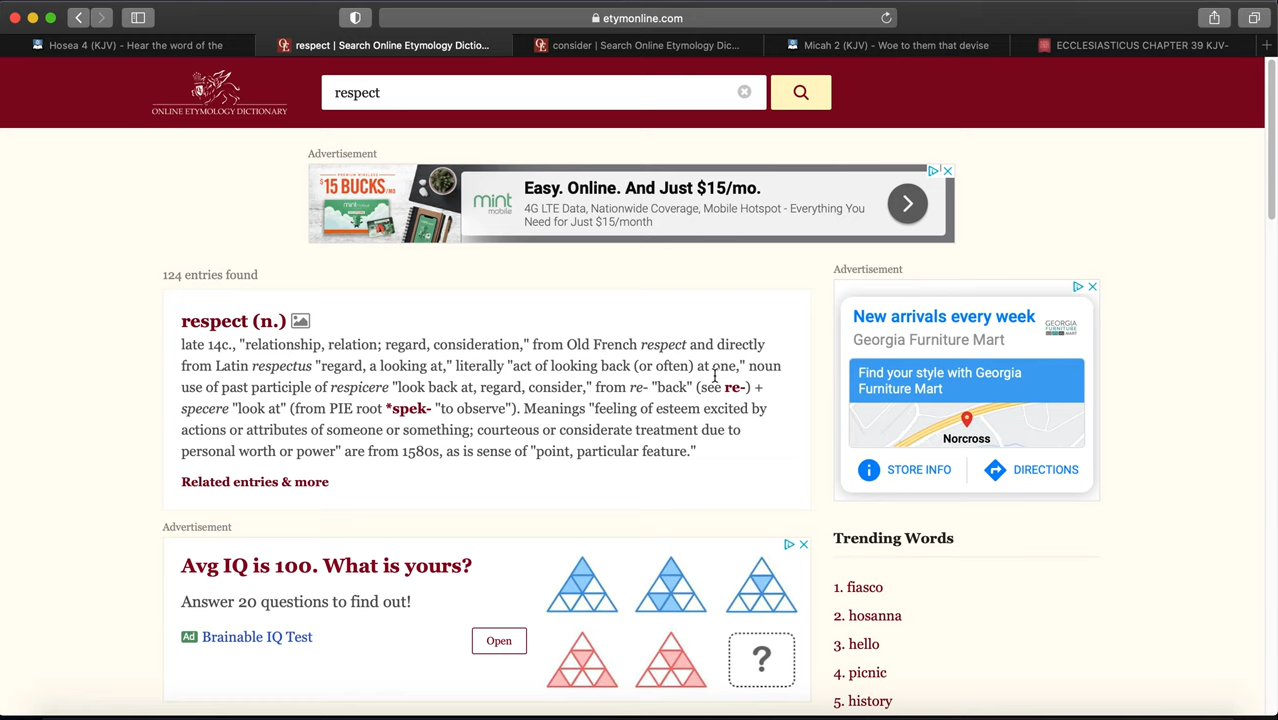 etymonline.com
Hosea 4 (KJV) - Hear the word of the
respect | Search Online Etymology Dictio...
consider | Search Online Etymology Dic...
Micah 2 (KJV) - Woe to them that devise
ECCLESIASTICUS CHAPTER 39 KJV-
ONLINE ETYMOLOGY DICTIONARY
respect
Advertisement
$15 BUCKS/MO
mint mobile
Easy. Online. And Just $15/mo.
4G LTE Data, Nationwide Coverage, Mobile Hotspot - Everything You
Need for Just $15/month
124 entries found
respect (n.)
late 14c., "relationship, relation; regard, consideration," from Old French respect and directly
from Latin respectus "regard, a looking at," literally "act of looking back (or often) at one," noun
use of past participle of respicere "look back at, regard, consider," from re- "back" (see re-) +
specere "look at" (from PIE root *spek- "to observe"). Meanings "feeling of esteem excited by
actions or attributes of someone or something; courteous or considerate treatment due to
personal worth or power" are from 1580s, as is sense of "point, particular feature."
Related entries & more
Advertisement
Avg IQ is 100. What is yours?
Answer 20 questions to find out!
Ad Brainable IQ Test
Open
?
Advertisement
New arrivals every week
Georgia Furniture Mart
GEORGIA
FURNITURE
MART
Find your style with Georgia
Furniture Mart
Norcross
STORE INFO
DIRECTIONS
Trending Words
1. fiasco
2. hosanna
3. hello
4. picnic
5. history